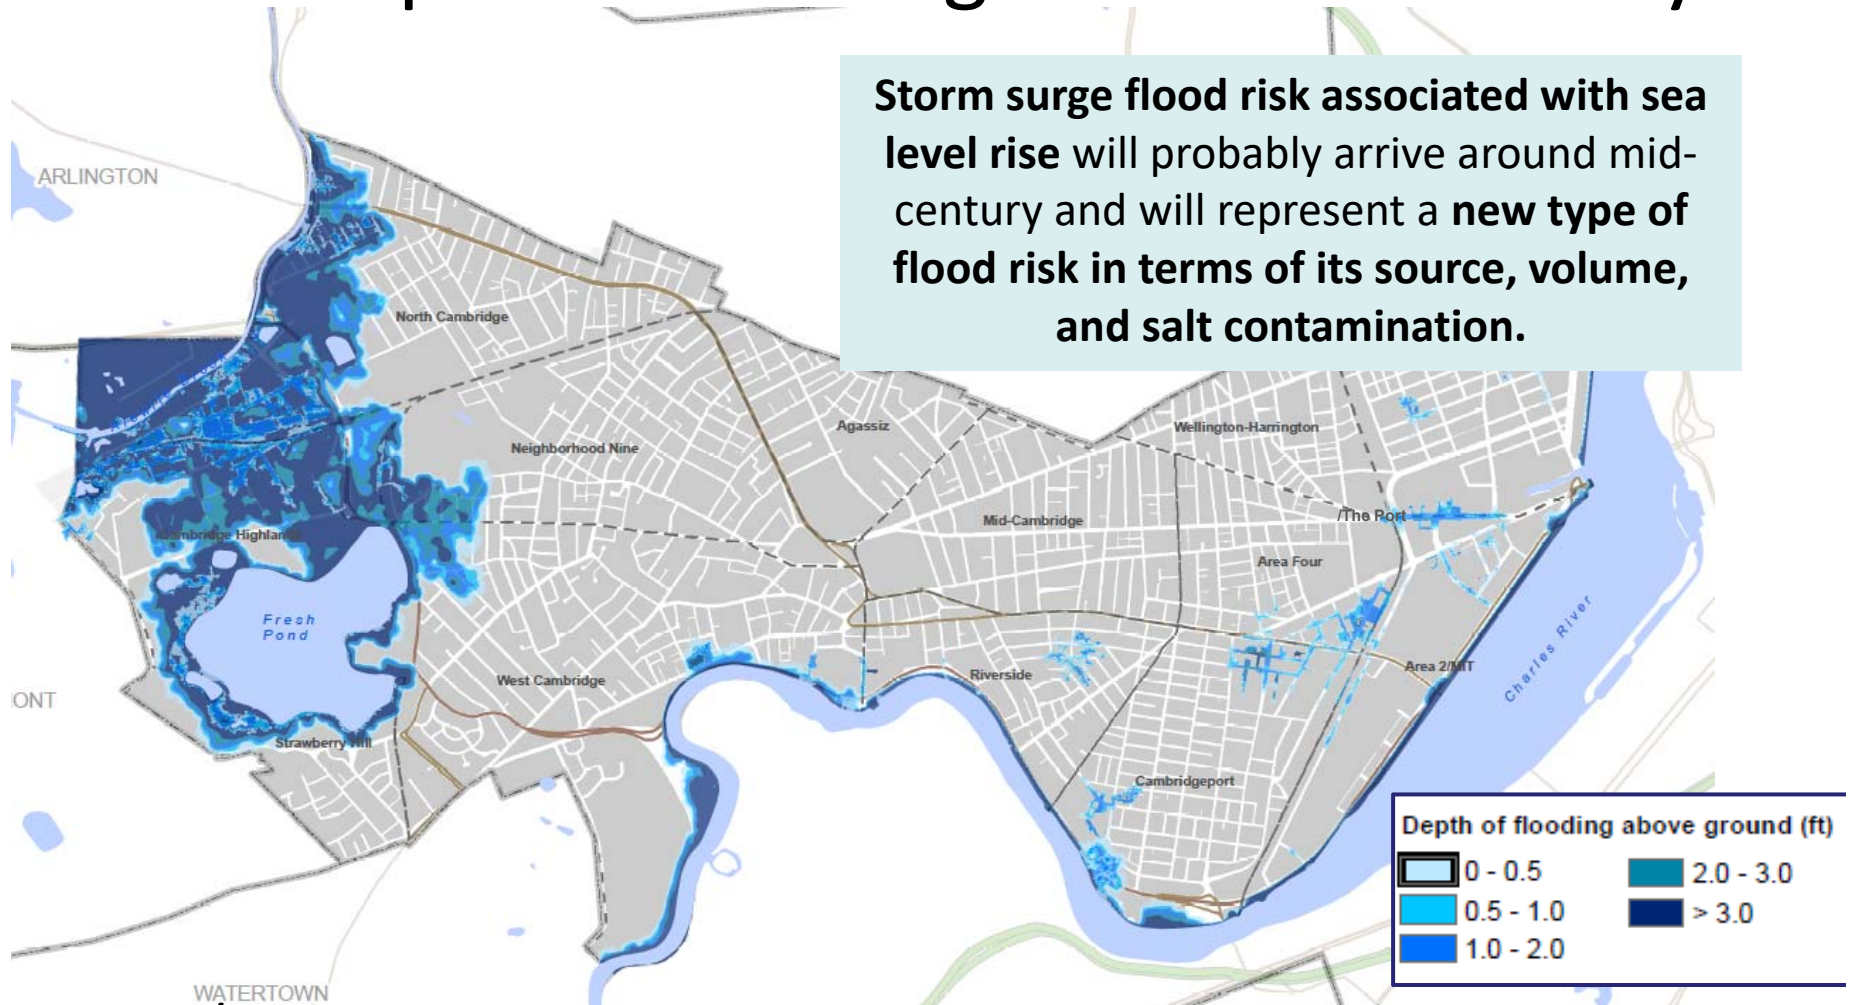 Storm surge flood risk associated with sea
level rise will probably arrive around mid-
century and will represent a new type of
flood risk in terms of its source, volume,
and salt contamination.
ARLINGTON
North Cambridge
Agassiz
Wellington-Harrington
Neighborhood Nine
/The Port
Mid-Cambridge
Cambridge Highlands
Area Four
Fresh
Pond
Charles River
Area 2/MIT
Riverside
West Cambridge
ONT
Strawberry Hill
Cambridgeport
Depth of flooding above ground (ft)
0 - 0.5
2.0 - 3.0
0.5 - 1.0
> 3.0
1.0 - 2.0
WATERTOWN